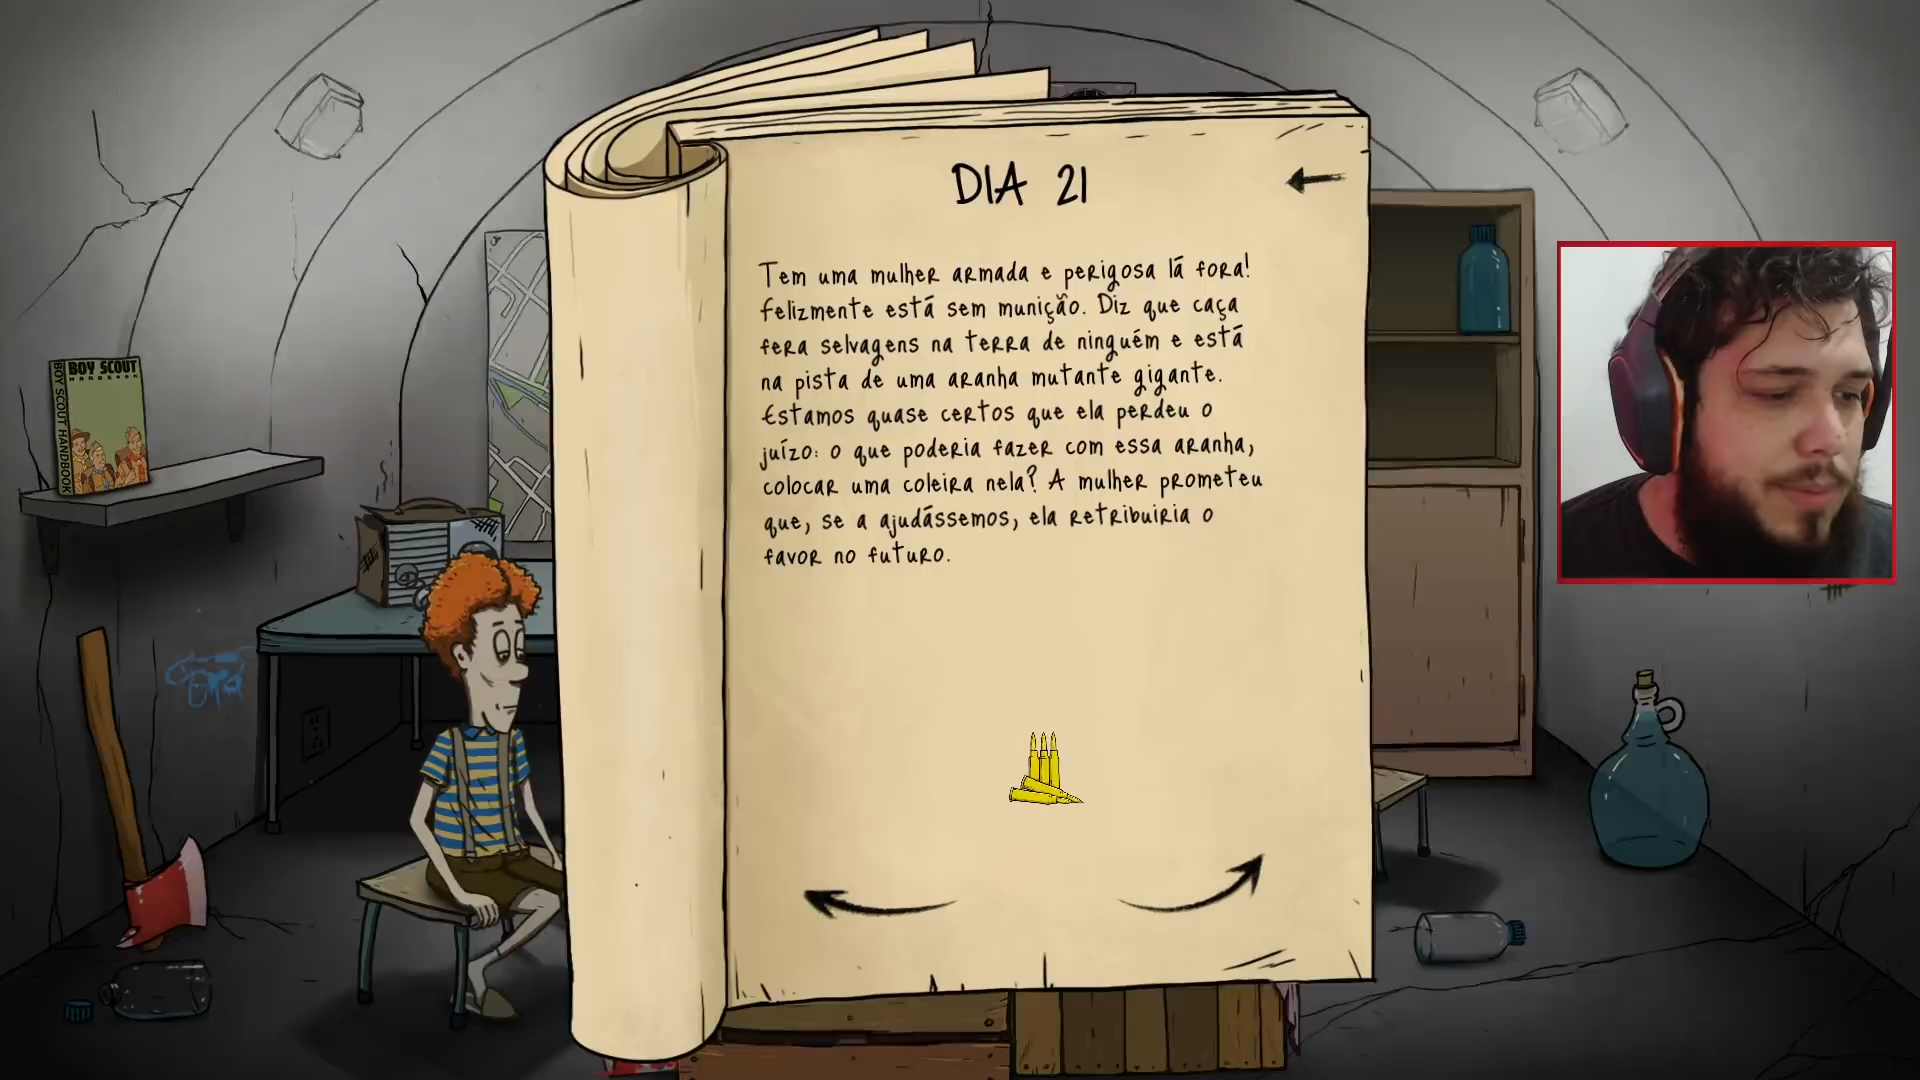 DIA 21
Tem uma mulher armada e perigosa lá fora!
Felizmente está sem munição. Diz que caça
fera selvagens na terra de ninguém e está
na pista de uma aranha mutante gigante.
Estamos quase certos que ela perdeu o
juízo: o que poderia fazer com essa aranha,
colocar uma coleira nela? A mulher prometeu
que, se a ajudássemos, ela retribuiria o
favor no futuro.
BOY SCOUT
HANDBOOK
BOY SCOUT HANDBOOK